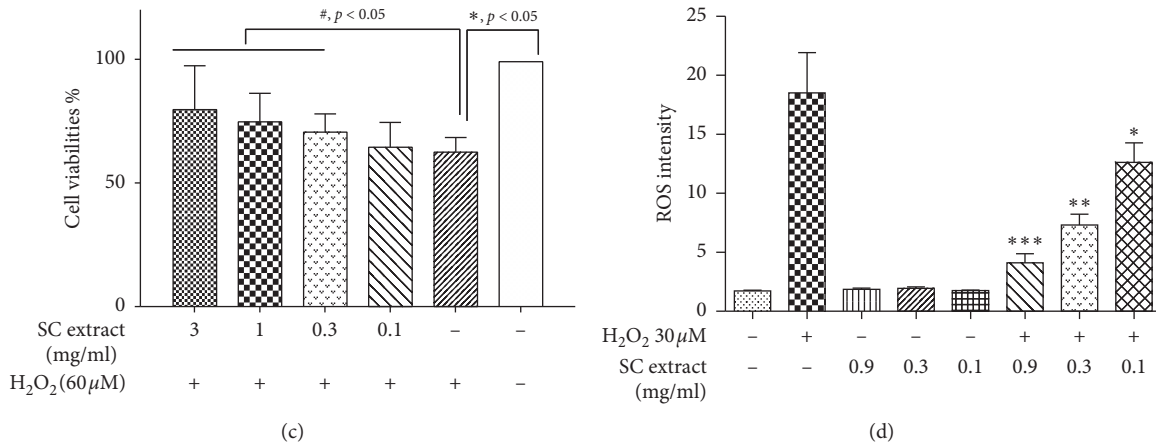 #, p < 0.05
*, p < 0.05
100
50
0
Cell viabilities %
SC extract (mg/ml)
3 1 0.3 0.1 – –
H₂O₂(60 μM)
+ + + + + –
(c)
25
20
15
10
5
0
ROS intensity
***
**
*
H₂O₂ 30 μM
– + – – – + + +
SC extract (mg/ml)
– – 0.9 0.3 0.1 0.9 0.3 0.1
(d)